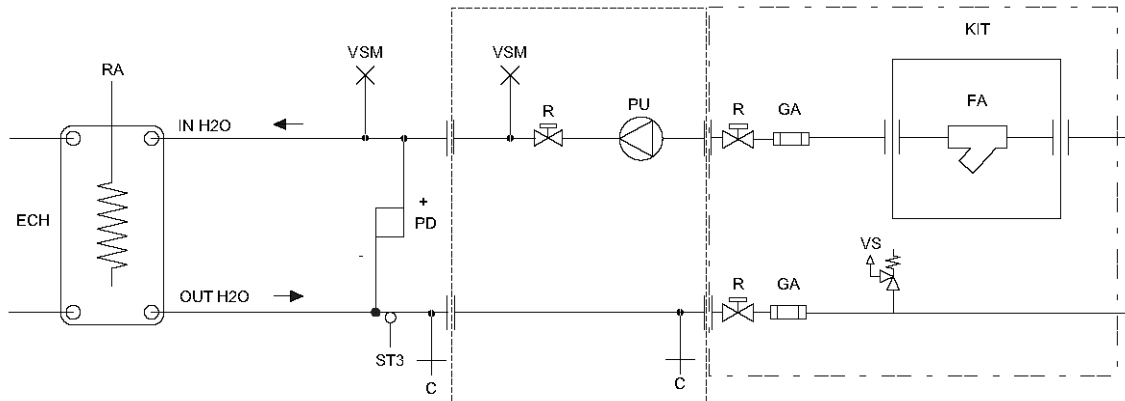 KIT
VSM
VSM
RA
R
PU
R
GA
FA
IN H2O
+
PD
ECH
-
VS
OUT H2O
R
GA
ST3
C
C